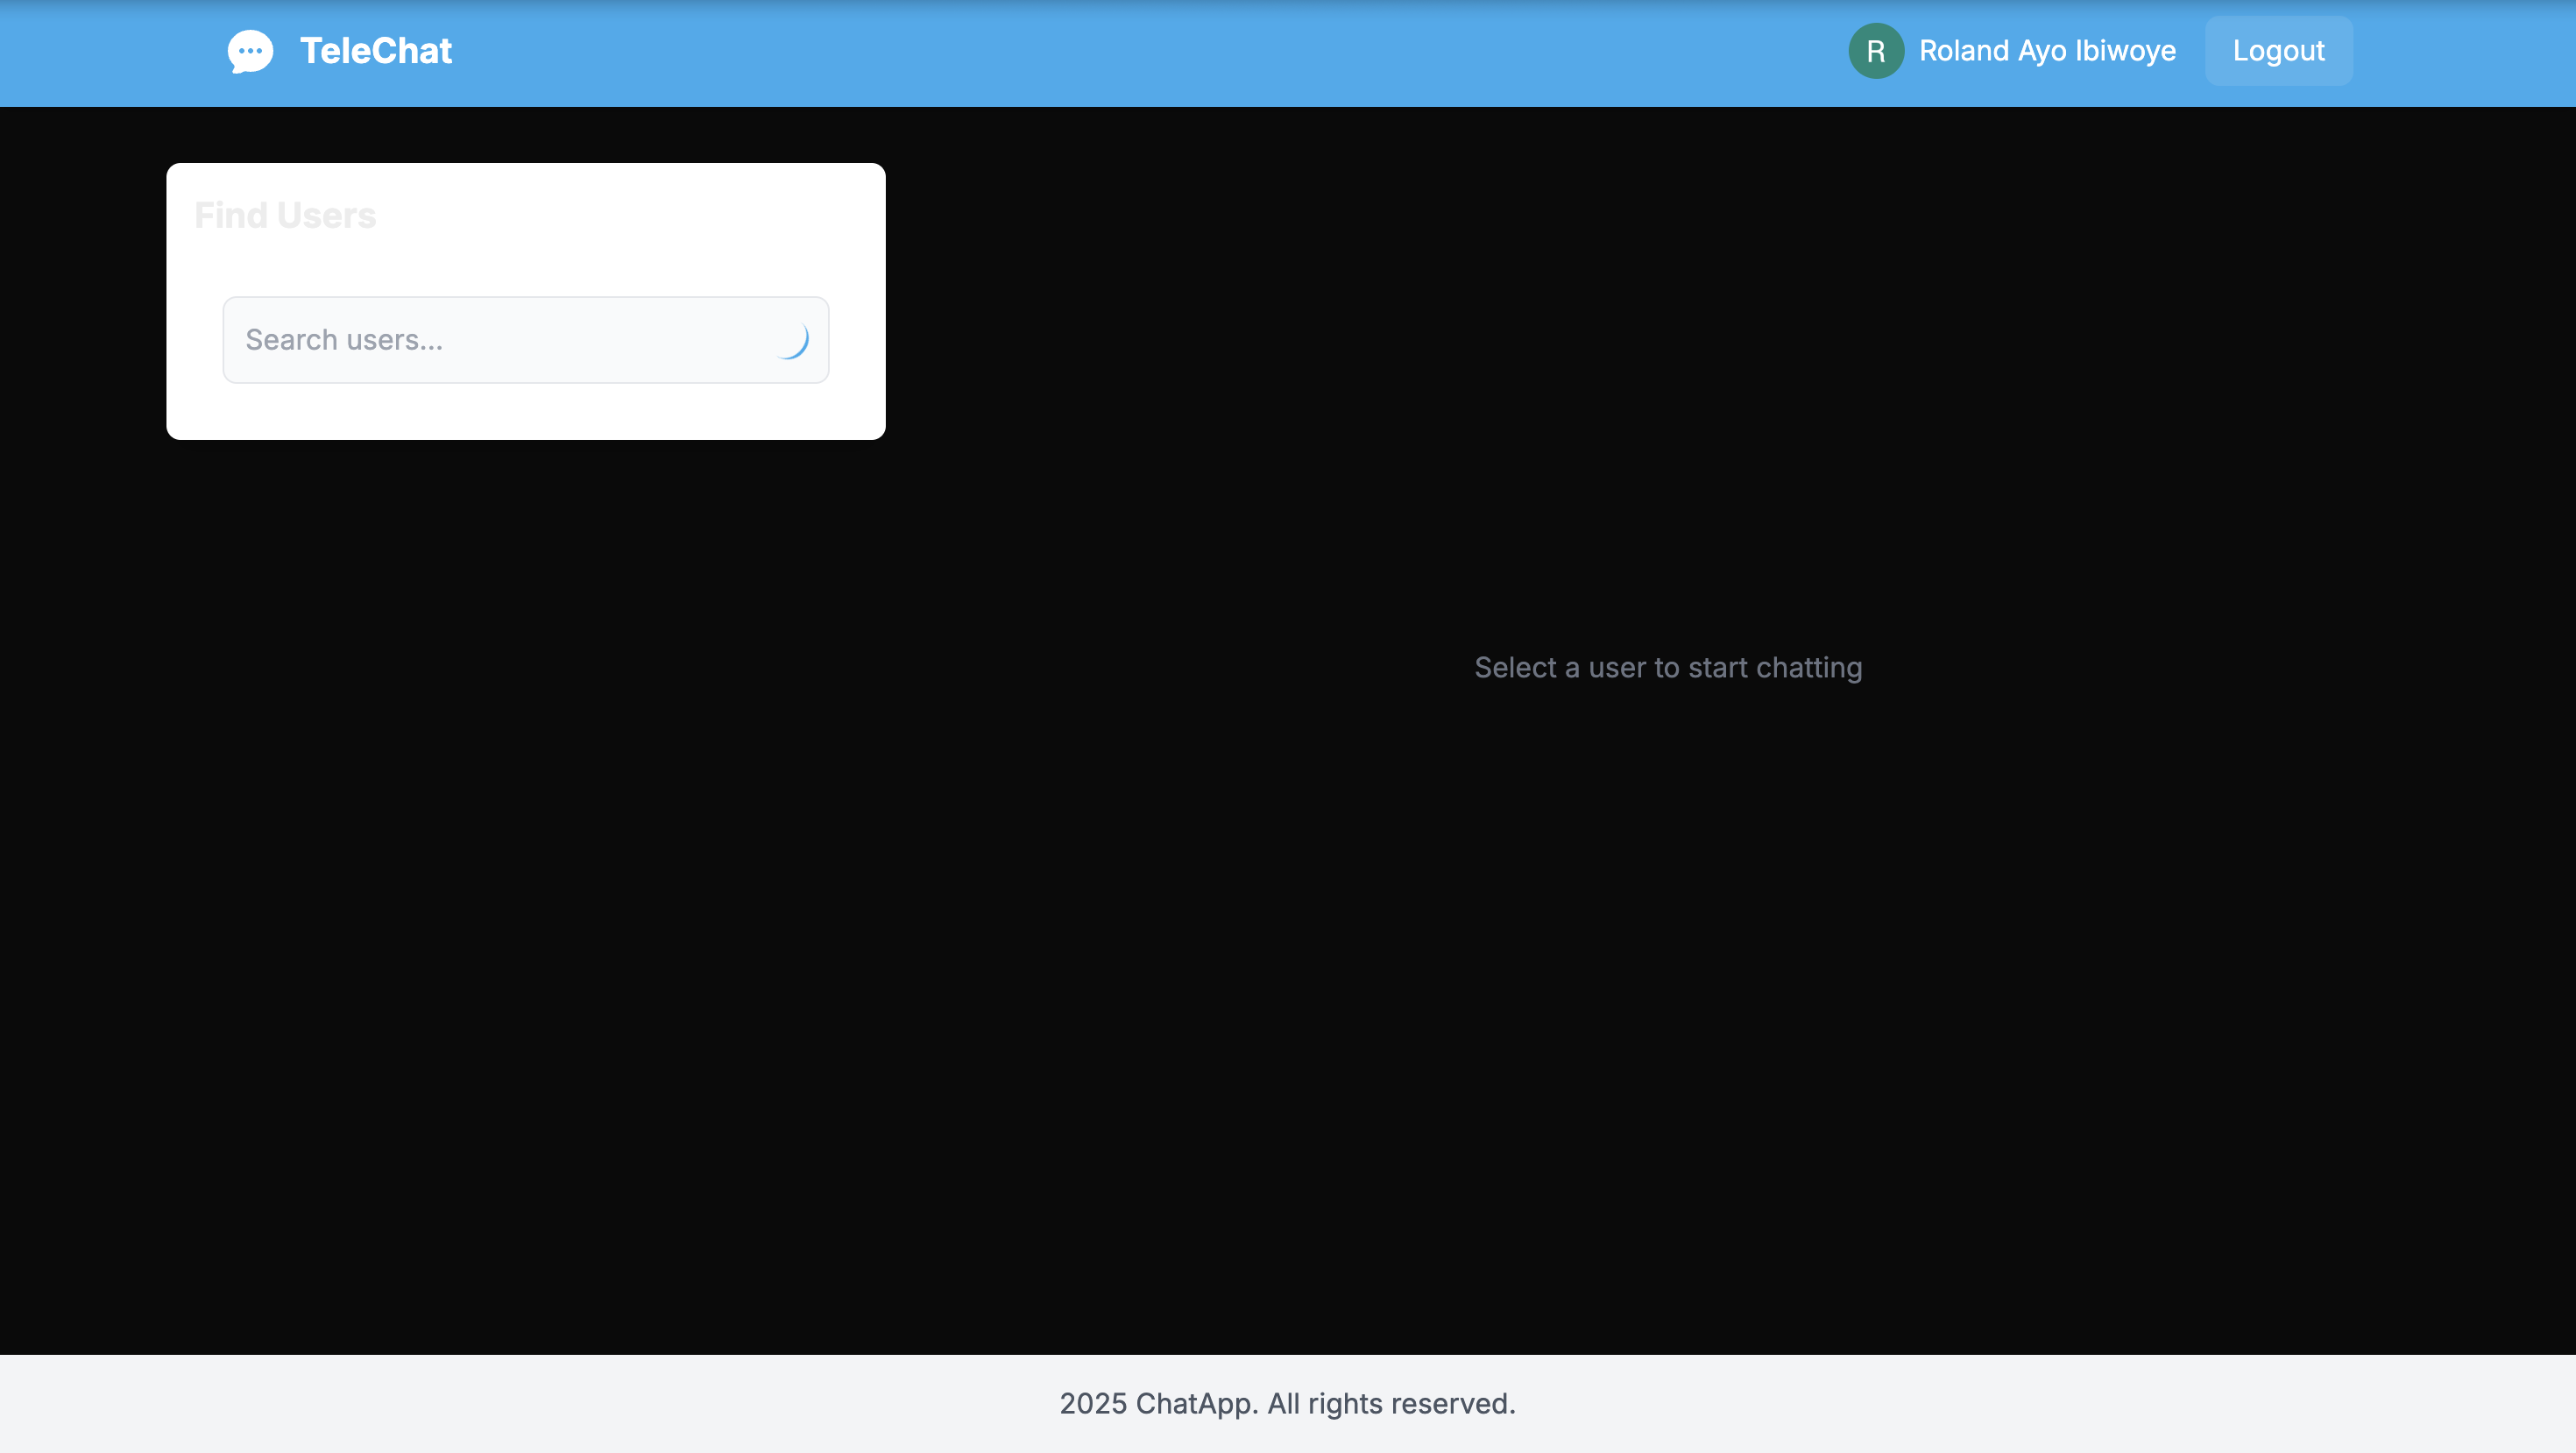 TeleChat
R
Roland Ayo Ibiwoye
Logout
Find Users
Search users...
Select a user to start chatting
2025 ChatApp. All rights reserved.